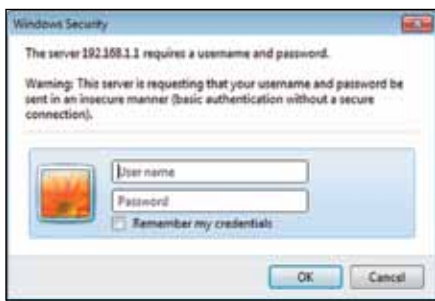 Windows Security
The server 192.168.1.1 requires a username and password.
Warning: This server is requesting that your username and password be
sent in an insecure manner (basic authentication without a secure
connection).
User name
Password
Remember my credentials
OK Cancel